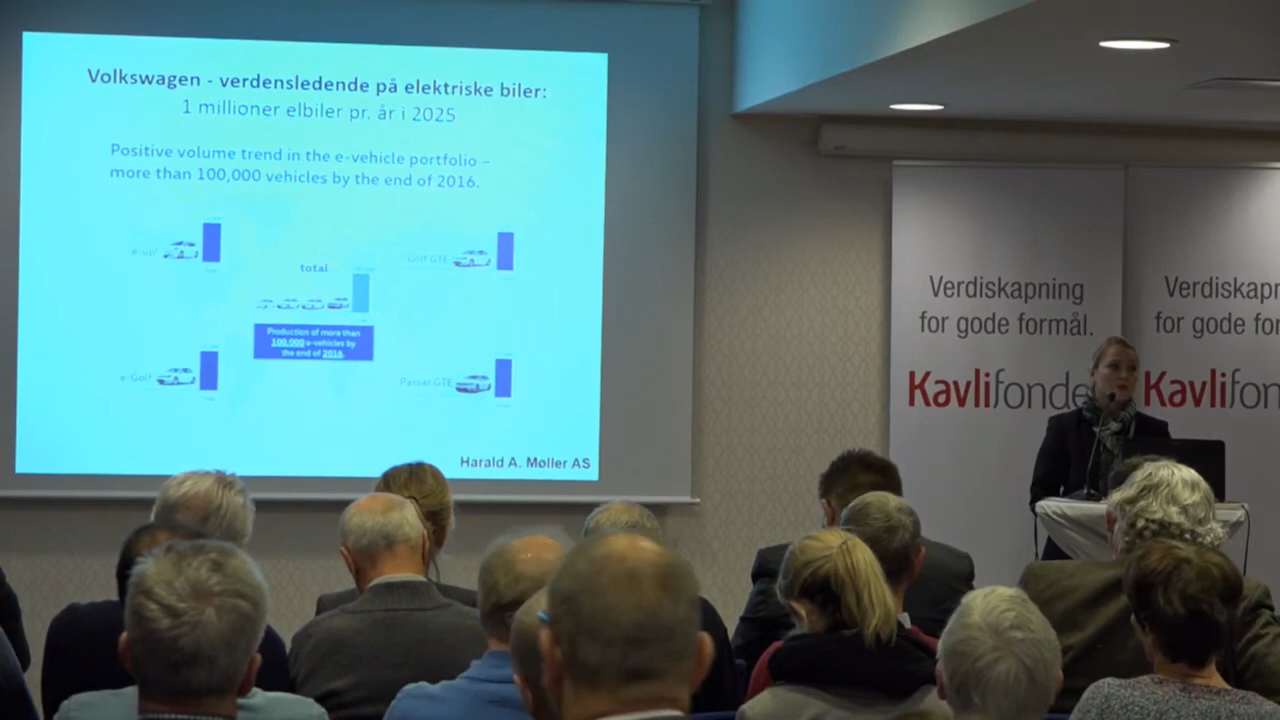 Volkswagen - verdensledende på elektriske biler:
1 millioner elbiler pr. år i 2025
Positive volume trend in the e-vehicle portfolio –
more than 100,000 vehicles by the end of 2016.
e-up!
Golf GTE
total
Production of more than
100,000 e-vehicles by
the end of 2016.
e-Golf
Passat GTE
Harald A. Møller AS
Verdiskapning
for gode formål.
Kavlifonde
Verdiskapn
for gode for
Kavlifon